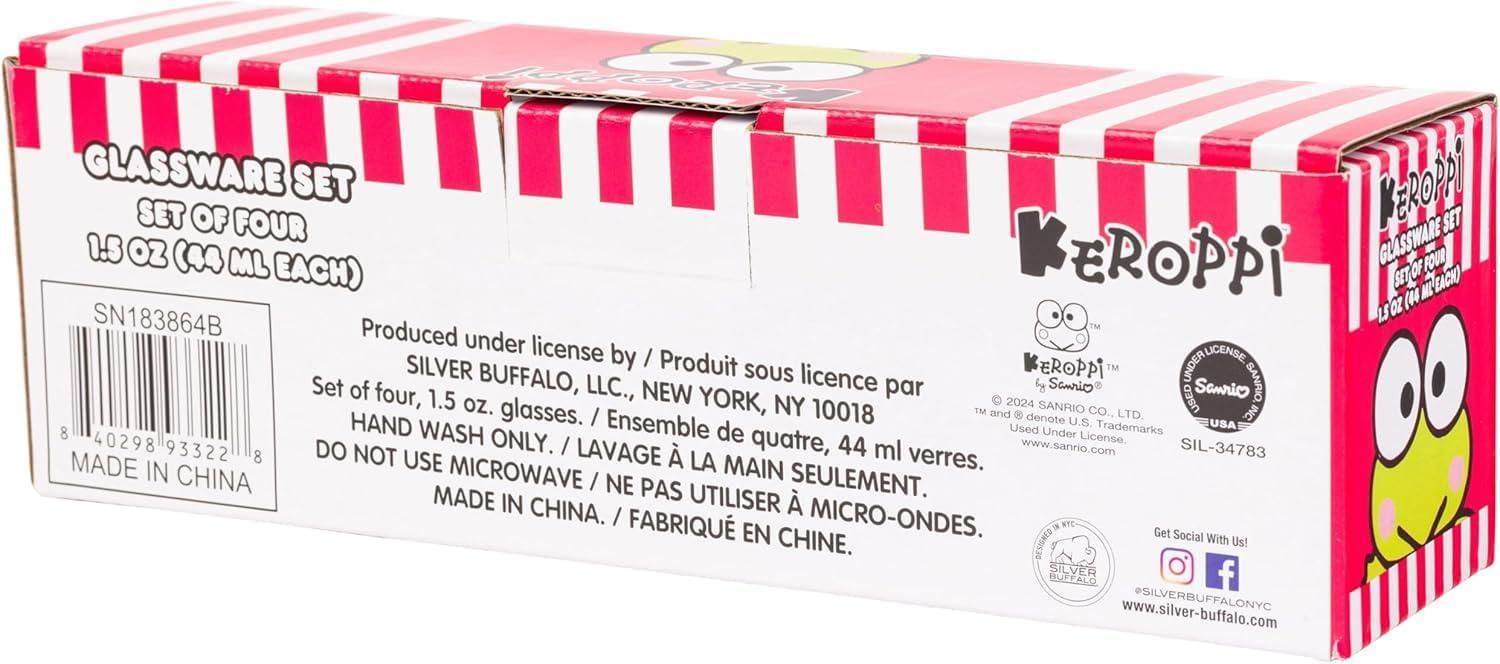 KEROPPI
GLASSWARE SET
SET OF FOUR
1.5 OZ (44 ML EACH)
SN183864B
8 40298 93322 8
MADE IN CHINA
Produced under license by / Produit sous licence par
SILVER BUFFALO, LLC., NEW YORK, NY 10018
Set of four, 1.5 oz. glasses. / Ensemble de quatre, 44 ml verres.
HAND WASH ONLY. / LAVAGE À LA MAIN SEULEMENT.
DO NOT USE MICROWAVE / NE PAS UTILISER À MICRO-ONDES.
MADE IN CHINA. / FABRIQUÉ EN CHINE.
KEROPPI™
™
KEROPPI™
by Sanrio®
© 2024 SANRIO CO., LTD.
™ and ® denote U.S. Trademarks
Used Under License.
www.sanrio.com
USED UNDER LICENSE. SANRIO, INC.
Sanrio
USA
SIL-34783
DESIGNED IN NYC
SILVER
BUFFALO
Get Social With Us!
@SILVERBUFFALONYC
www.silver-buffalo.com
KEROPPI
GLASSWARE SET
SET OF FOUR
1.5 OZ (44 ML EACH)